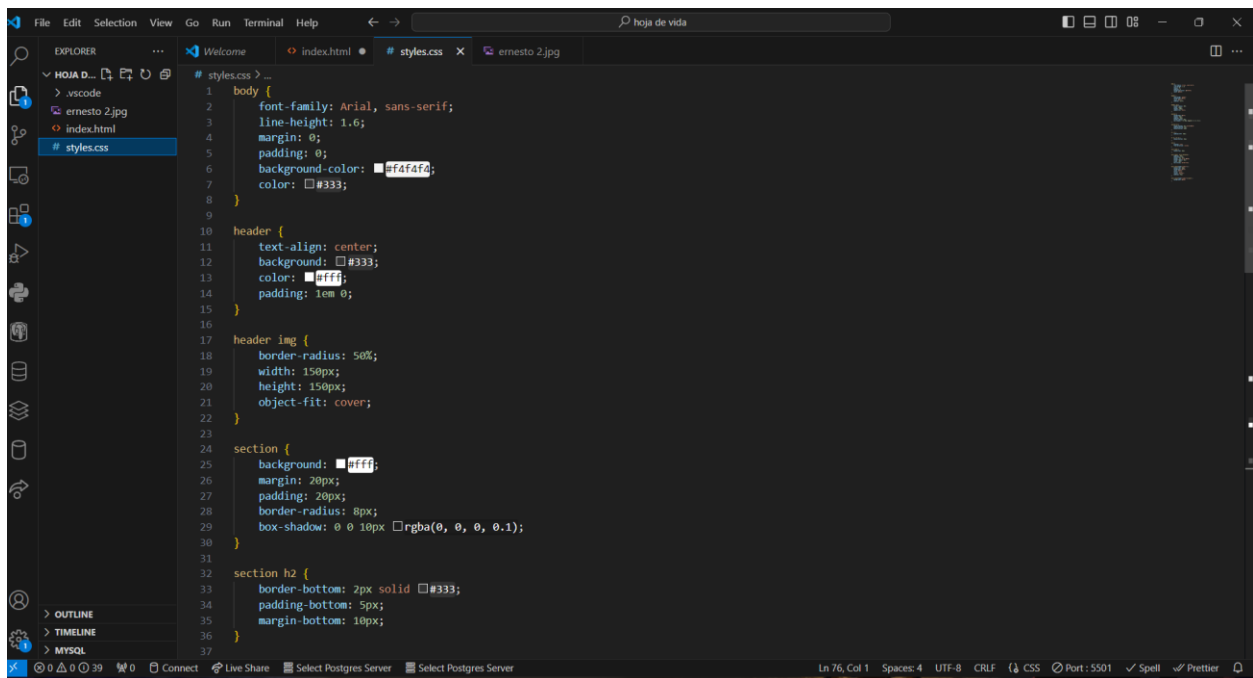 File Edit Selection View Go Run Terminal Help
hoja de vida
EXPLORER ···
Welcome
index.html
# styles.css
ernesto 2.jpg
HOJA D...
# styles.css > ...
.vscode
ernesto 2.jpg
index.html
# styles.css
1 body {
2 font-family: Arial, sans-serif;
3 line-height: 1.6;
4 margin: 0;
5 padding: 0;
6 background-color: #f4f4f4;
7 color: #333;
8 }
9
10 header {
11 text-align: center;
12 background: #333;
13 color: #fff;
14 padding: 1em 0;
15 }
16
17 header img {
18 border-radius: 50%;
19 width: 150px;
20 height: 150px;
21 object-fit: cover;
22 }
23
24 section {
25 background: #fff;
26 margin: 20px;
27 padding: 20px;
28 border-radius: 8px;
29 box-shadow: 0 0 10px rgba(0, 0, 0, 0.1);
30 }
31
32 section h2 {
33 border-bottom: 2px solid #333;
34 padding-bottom: 5px;
35 margin-bottom: 10px;
36 }
37
1
1
1
OUTLINE
TIMELINE
MYSQL
0 0 39 0 Connect Live Share Select Postgres Server Select Postgres Server Ln 76, Col 1 Spaces: 4 UTF-8 CRLF CSS Port : 5501 Spell Prettier